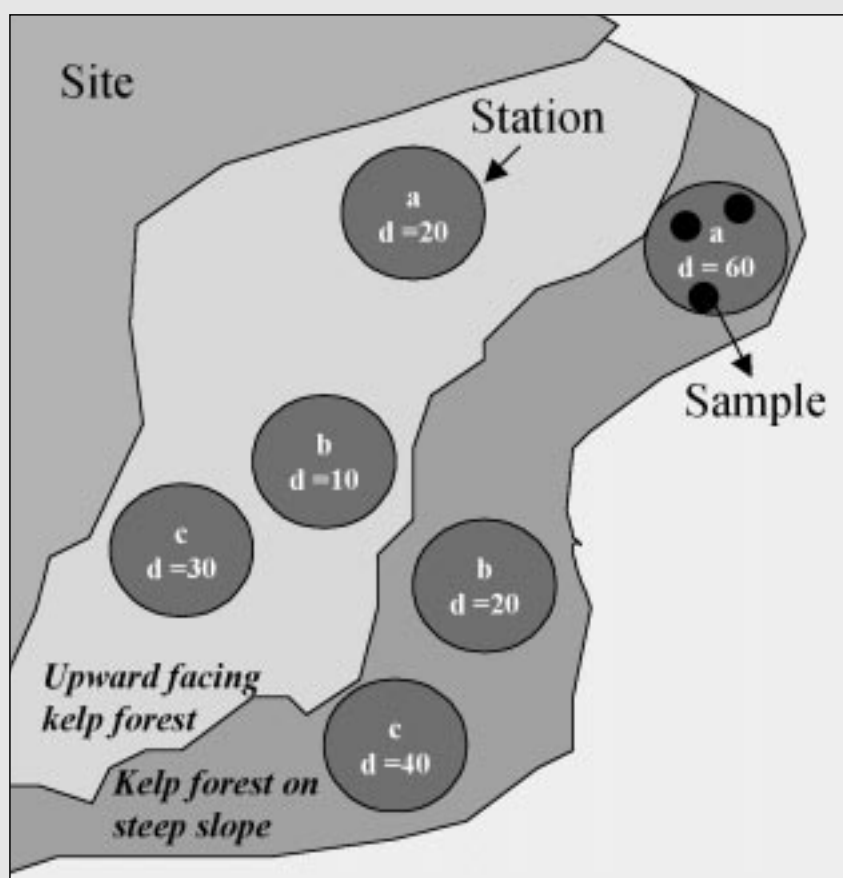 Site
Station
a
d =20
a
d = 60
Sample
b
d =10
c
d =30
b
d =20
Upward facing
kelp forest
c
d =40
Kelp forest on
steep slope